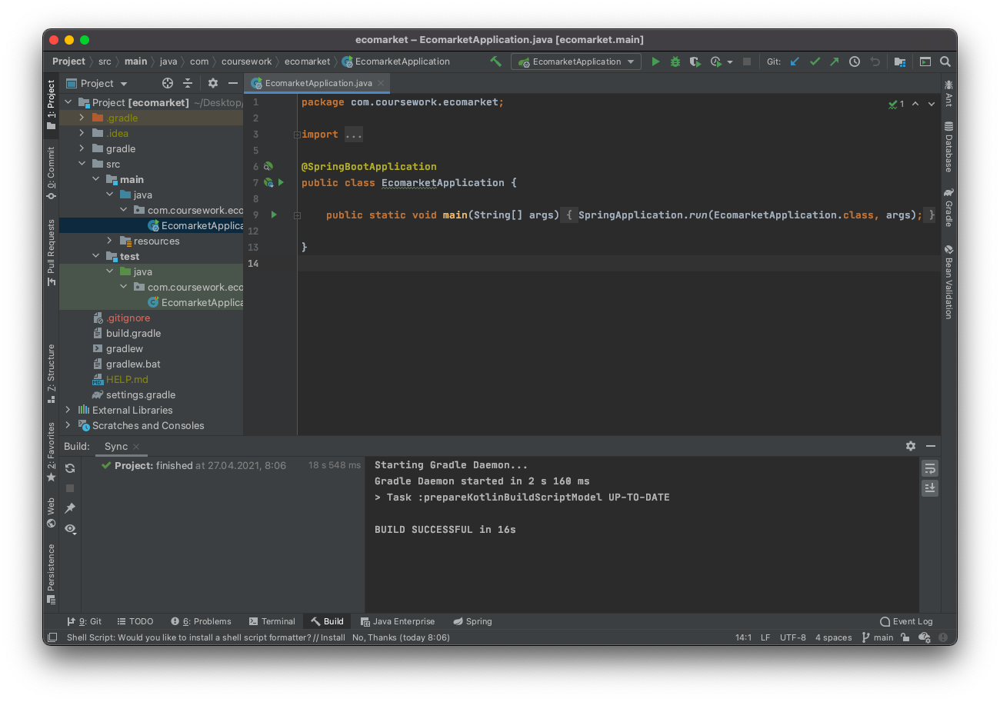 ecomarket – EcomarketApplication.java [ecomarket.main]
Project src main java com coursework ecomarket EcomarketApplication
EcomarketApplication
Git:
1: Project
0: Commit
Pull Requests
Z: Structure
2: Favorites
Web
Persistence
Project
Project [ecomarket] ~/Desktop/
.gradle
.idea
gradle
src
main
java
com.coursework.eco
EcomarketApplica
resources
test
java
com.coursework.eco
EcomarketApplica
.gitignore
build.gradle
gradlew
gradlew.bat
HELP.md
settings.gradle
External Libraries
Scratches and Consoles
EcomarketApplication.java
1 package com.coursework.ecomarket;
2
3 import ...
5
6 @SpringBootApplication
7 public class EcomarketApplication {
8
9 public static void main(String[] args) { SpringApplication.run(EcomarketApplication.class, args); }
12
13 }
14
1
Ant
Database
Gradle
Bean Validation
Build: Sync
Project: finished at 27.04.2021, 8:06 18 s 548 ms
Starting Gradle Daemon...
Gradle Daemon started in 2 s 160 ms
> Task :prepareKotlinBuildScriptModel UP-TO-DATE
BUILD SUCCESSFUL in 16s
9: Git TODO 6: Problems Terminal Build Java Enterprise Spring Event Log
Shell Script: Would you like to install a shell script formatter? // Install No, Thanks (today 8:06) 14:1 LF UTF-8 4 spaces main